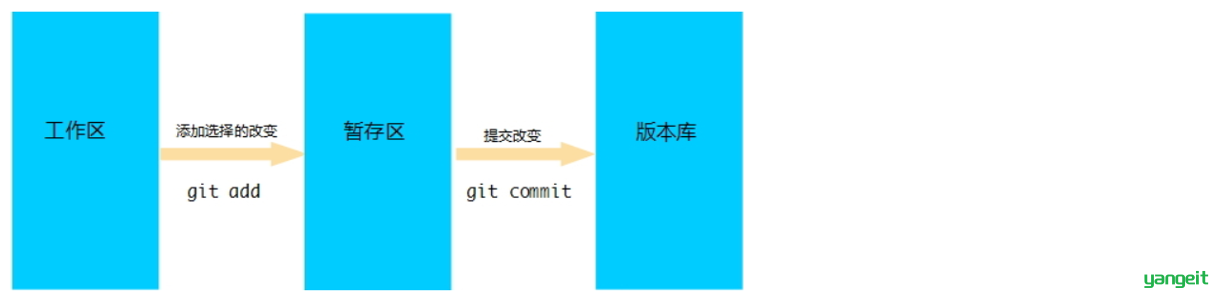 工作区
添加选择的改变
git add
暂存区
提交改变
git commit
版本库
yangeit